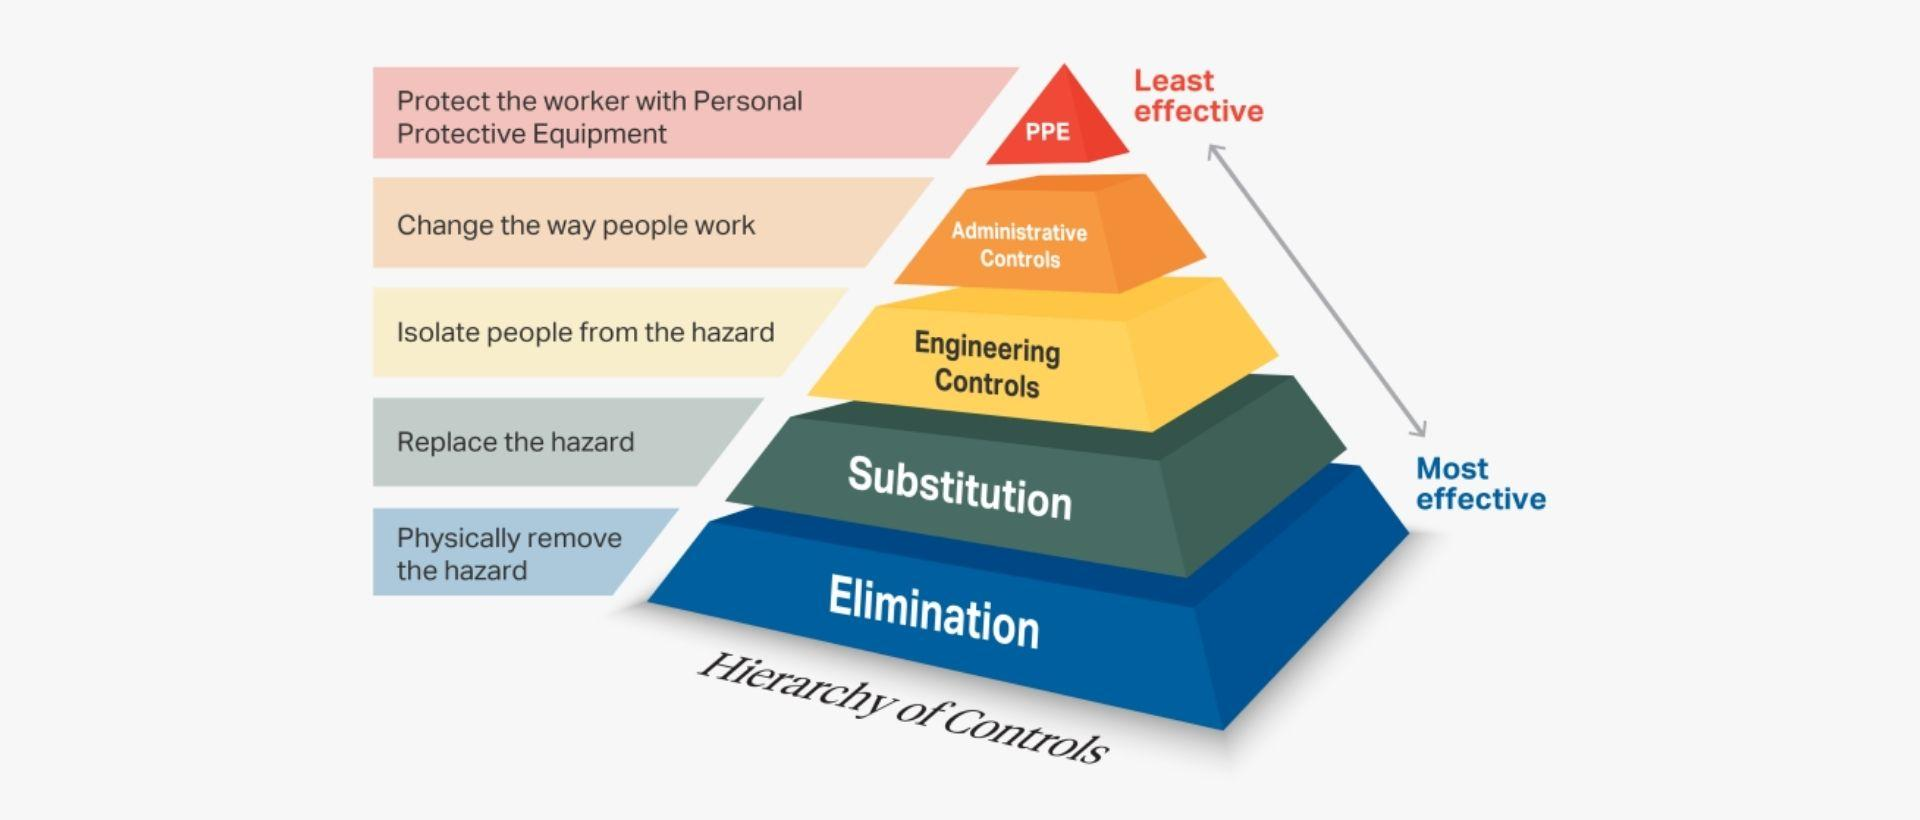 Protect the worker with Personal
Protective Equipment
PPE
Least
effective
Change the way people work
Administrative
Controls
Isolate people from the hazard
Engineering
Controls
Replace the hazard
Substitution
Most
effective
Physically remove
the hazard
Elimination
Hierarchy of Controls